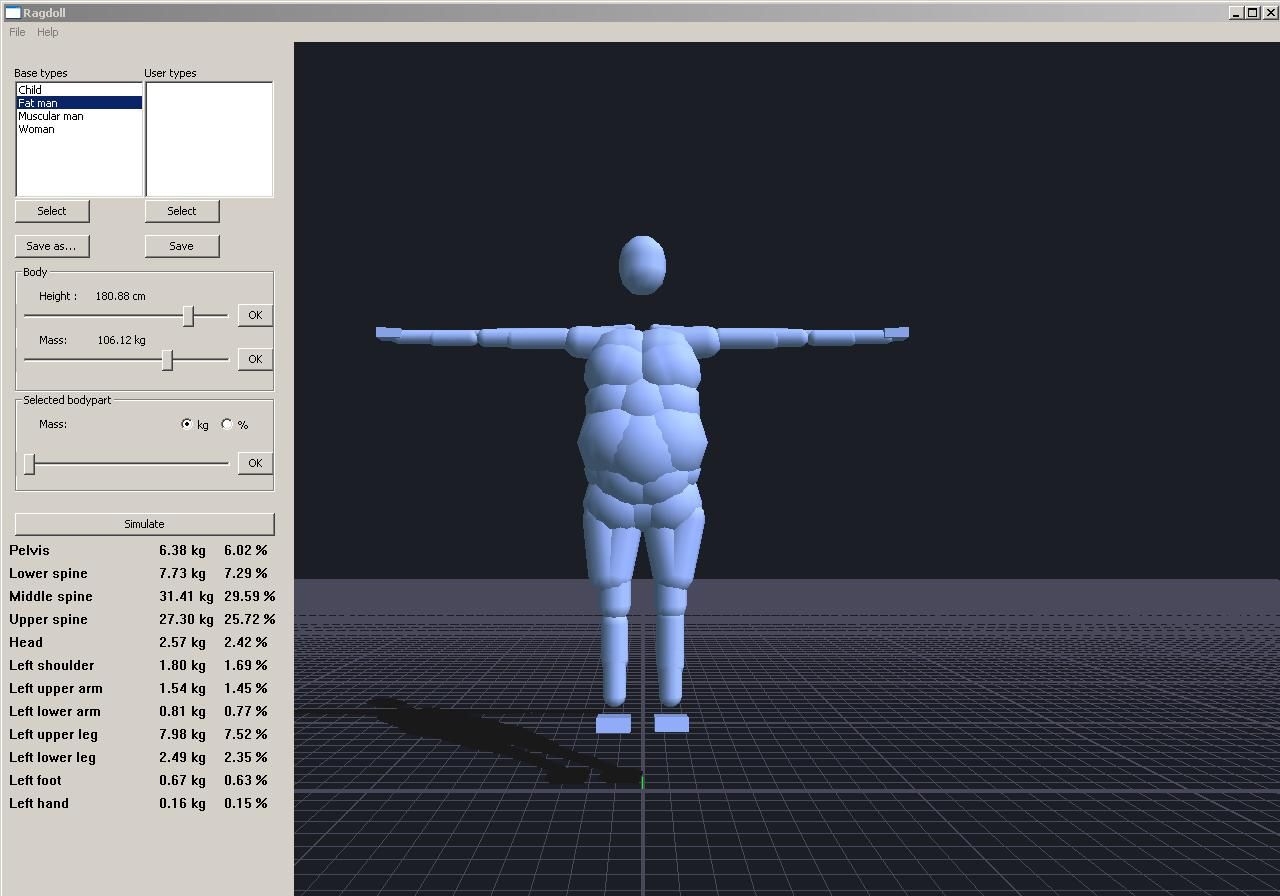 Ragdoll
File Help
Base types User types
Child
Fat man
Muscular man
Woman
Select Select
Save as... Save
Body
Height : 180.88 cm
OK
Mass: 106.12 kg
OK
Selected bodypart
Mass: kg %
OK
Simulate
Pelvis 6.38 kg 6.02 %
Lower spine 7.73 kg 7.29 %
Middle spine 31.41 kg 29.59 %
Upper spine 27.30 kg 25.72 %
Head 2.57 kg 2.42 %
Left shoulder 1.80 kg 1.69 %
Left upper arm 1.54 kg 1.45 %
Left lower arm 0.81 kg 0.77 %
Left upper leg 7.98 kg 7.52 %
Left lower leg 2.49 kg 2.35 %
Left foot 0.67 kg 0.63 %
Left hand 0.16 kg 0.15 %